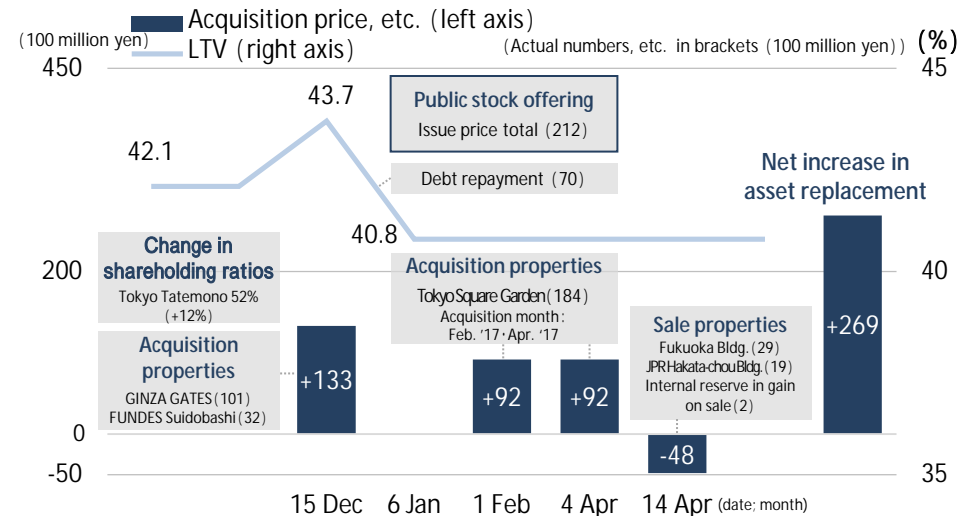 Acquisition price, etc. (left axis)
(100 million yen)
LTV (right axis)
(Actual numbers, etc. in brackets (100 million yen))
(%)
450
45
43.7
Public stock offering
Issue price total (212)
42.1
Debt repayment (70)
Net increase in
asset replacement
40.8
Change in
shareholding ratios
Tokyo Tatemono 52%
(+12%)
200
40
Acquisition properties
Tokyo Square Garden (184)
Acquisition month:
Feb. '17・Apr. '17
Sale properties
Fukuoka Bldg. (29)
JPR Hakata-chou Bldg. (19)
Internal reserve in gain
on sale (2)
+269
Acquisition
properties
GINZA GATES (101)
FUNDES Suidobashi (32)
+133
+92
+92
0
-48
-50
35
15 Dec
6 Jan
1 Feb
4 Apr
14 Apr (date; month)